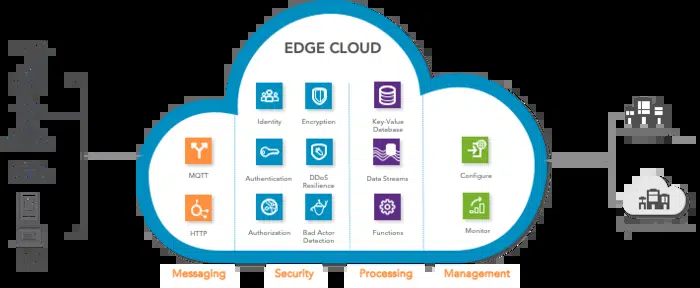 EDGE CLOUD
MQTT
HTTP
Identity
Encryption
Authentication
DDoS
Resilience
Authorization
Bad Actor
Detection
Key-Value
Database
Data Streams
Functions
Configure
Monitor
Messaging
Security
Processing
Management